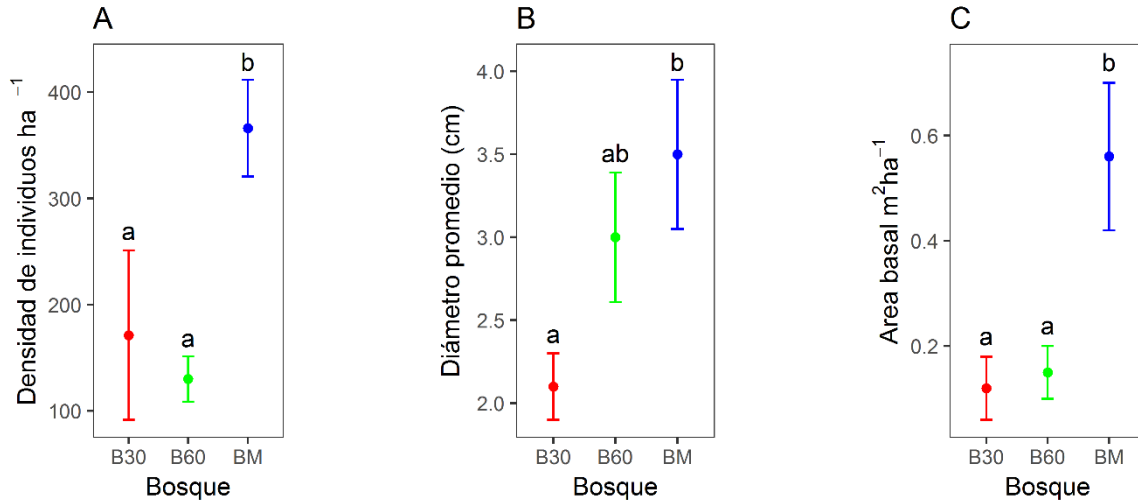 A
Densidad de individuos ha ⁻¹
400
300
200
100
a
a
b
B30
B60
BM
Bosque
B
Diámetro promedio (cm)
4.0
3.5
3.0
2.5
2.0
a
ab
b
B30
B60
BM
Bosque
C
Area basal m²ha⁻¹
0.6
0.4
0.2
a
a
b
B30
B60
BM
Bosque